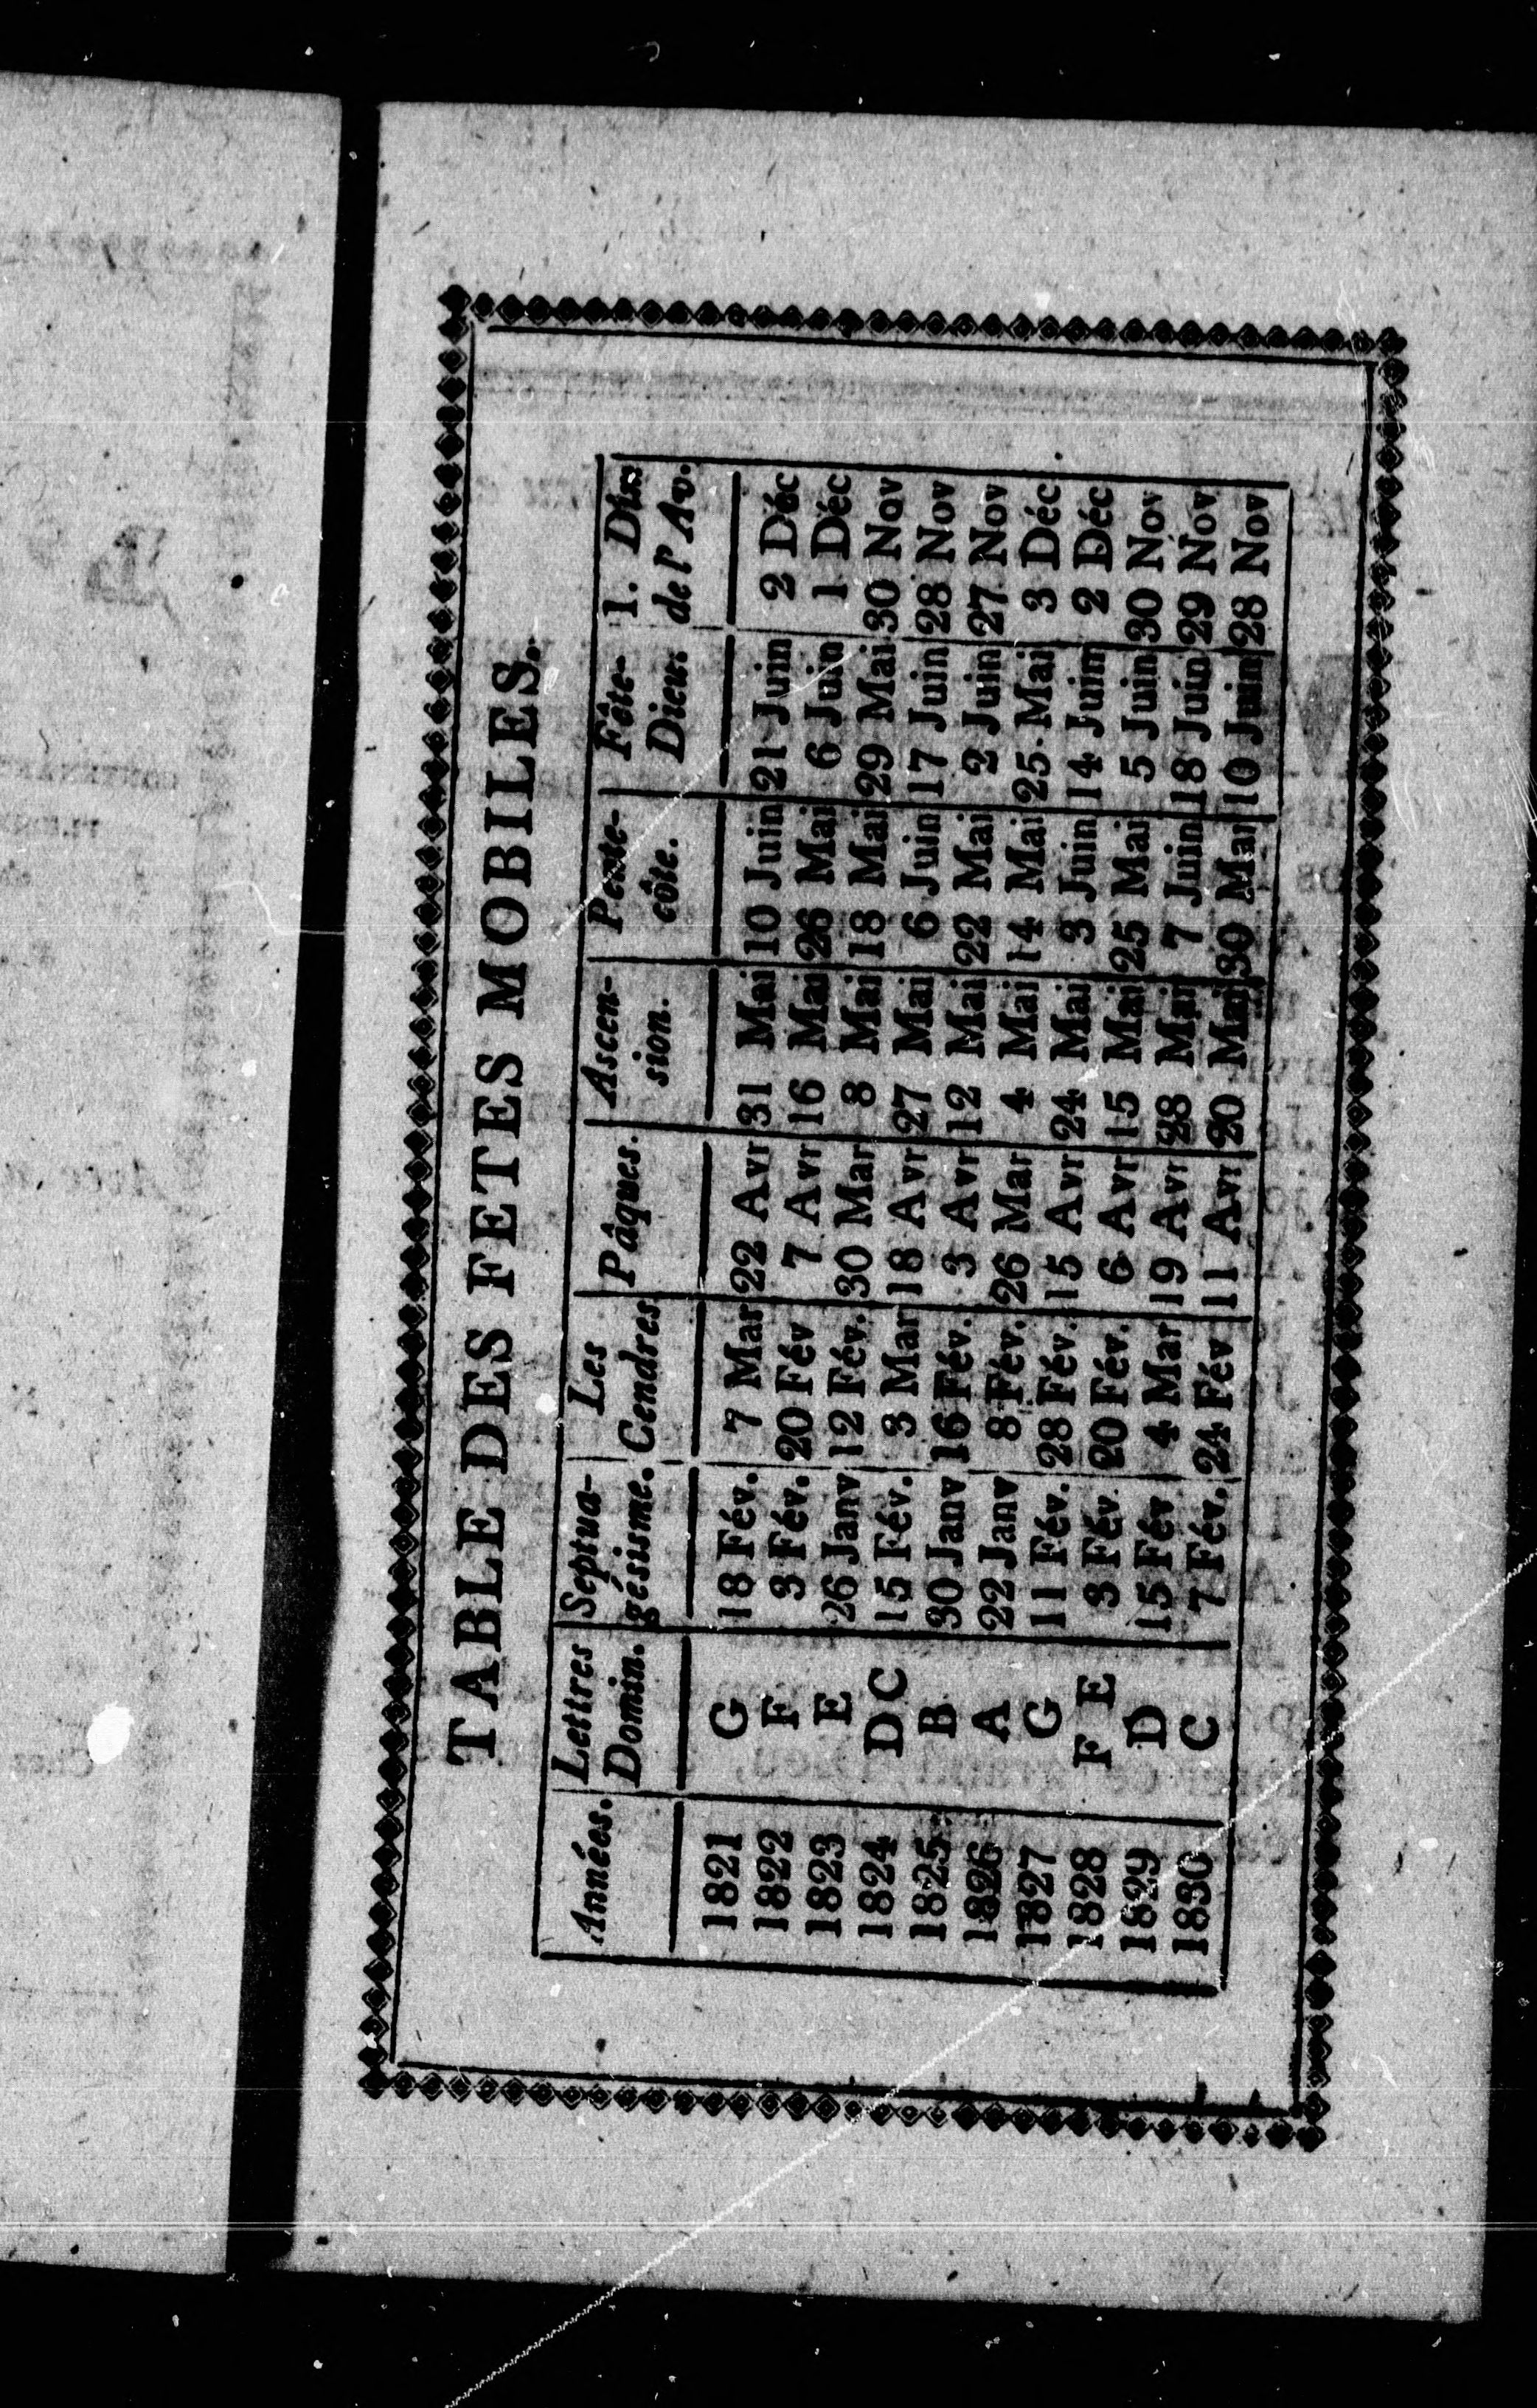 TABLE DES FETES MOBILES.
Années. Lettres Domin. Septua-gésisme. Les Cendres Pâques. Ascen-sion. Pente-côte. Fête-Dieu. 1. Dim de l'Av.
1821 G 18 Fév. 7 Mar 22 Avr 31 Mai 10 Juin 21 Juin 2 Déc
1822 F 3 Fév. 20 Fév 7 Avr 16 Mai 26 Mai 6 Juin 1 Déc
1823 E 26 Janv 12 Fév. 30 Mar 8 Mai 18 Mai 29 Mai 30 Nov
1824 D C 15 Fév. 3 Mar 18 Avr 27 Mai 6 Juin 17 Juin 28 Nov
1825 B 30 Janv 16 Fév. 3 Avr 12 Mai 22 Mai 2 Juin 27 Nov
1826 A 22 Janv 8 Fév. 26 Mar 4 Mai 14 Mai 25 Mai 3 Déc
1827 G 11 Fév. 28 Fév. 15 Avr 24 Mai 3 Juin 14 Juin 2 Déc
1828 F E 3 Fév. 20 Fév. 6 Avr 15 Mai 25 Mai 5 Juin 30 Nov
1829 D 15 Fév 4 Mar 19 Avr 28 Mai 7 Juin 18 Juin 29 Nov
1830 C 7 Fév. 24 Fév 11 Avr 20 Mai 30 Mai 10 Juin 28 Nov